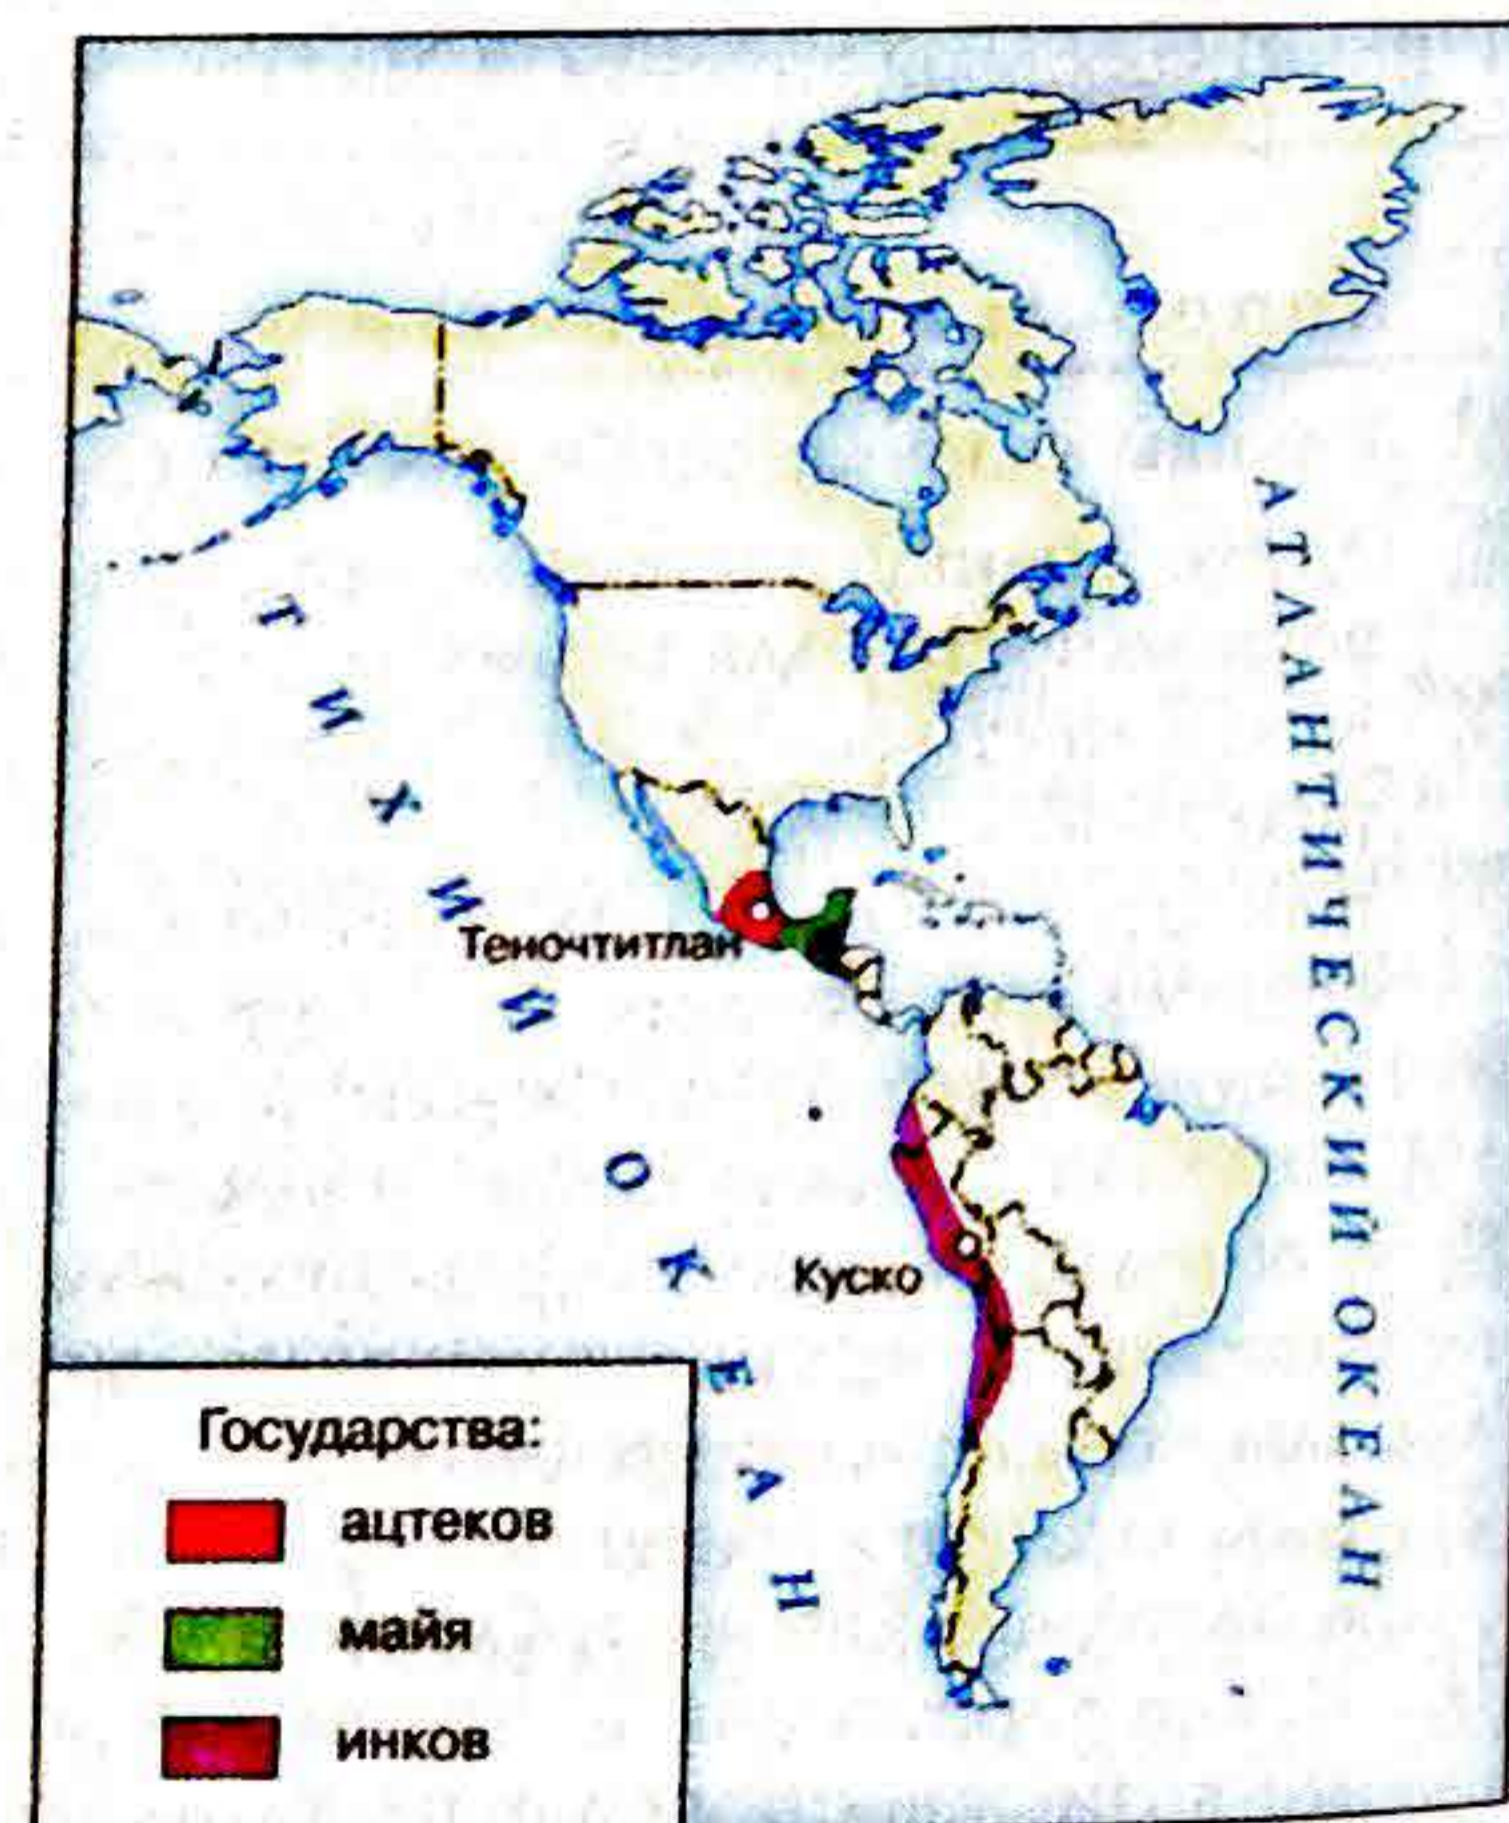 АТЛАНТИЧЕСКИЙ ОКЕАН
ТИХИЙ ОКЕАН
Теночтитлан
Куско
Государства:
ацтеков
майя
инков